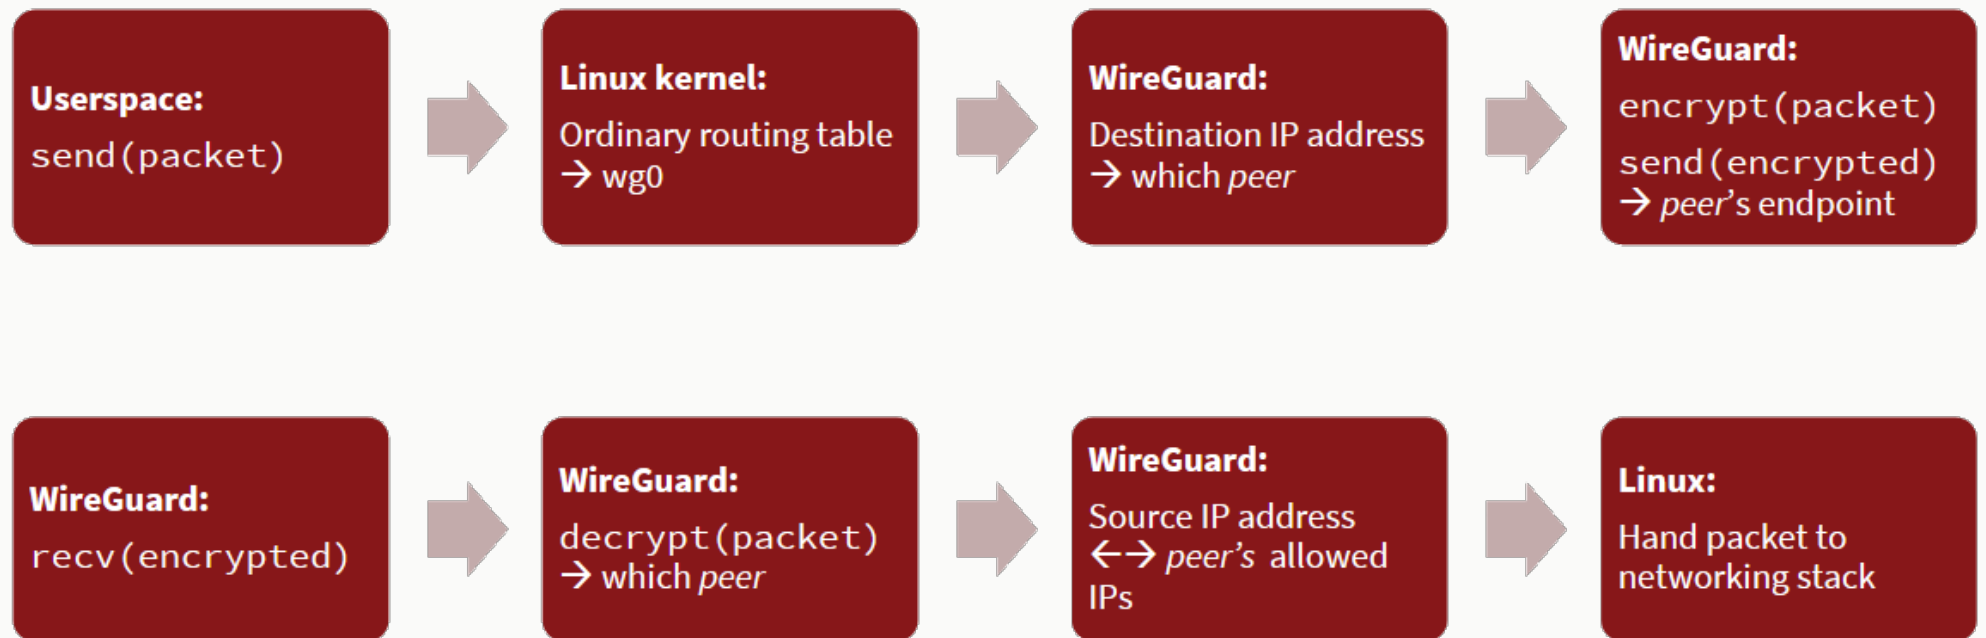 Userspace:
send(packet)
Linux kernel:
Ordinary routing table
→ wg0
WireGuard:
Destination IP address
→ which peer
WireGuard:
encrypt(packet)
send(encrypted)
→ peer’s endpoint
WireGuard:
recv(encrypted)
WireGuard:
decrypt(packet)
→ which peer
WireGuard:
Source IP address
←→ peer’s allowed
IPs
Linux:
Hand packet to
networking stack